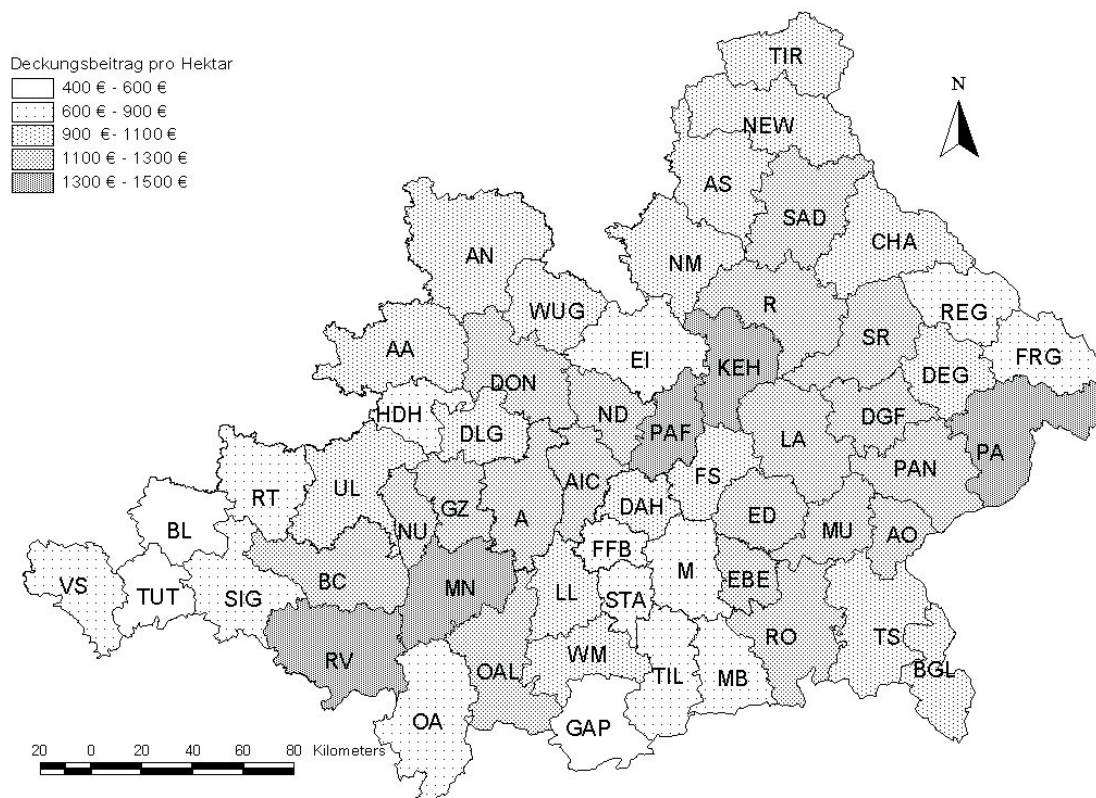 Deckungsbeitrag pro Hektar
400 € - 600 €
600 € - 900 €
900 € - 1100 €
1100 € - 1300 €
1300 € - 1500 €
N
TIR
NEW
AS
SAD
CHA
AN
NM
WUG
R
REG
AA
EI
SR
FRG
KEH
DEG
DON
HDH
ND
DGF
DLG
PAF
LA
PA
PAN
RT
UL
AIC
FS
GZ
A
DAH
ED
MU
AO
BL
NU
FFB
M
EBE
VS
TUT
SIG
BC
MN
LL
STA
RO
TS
RV
OAL
WM
TIL
MB
BGL
OA
GAP
20 0 20 40 60 80 Kilometers